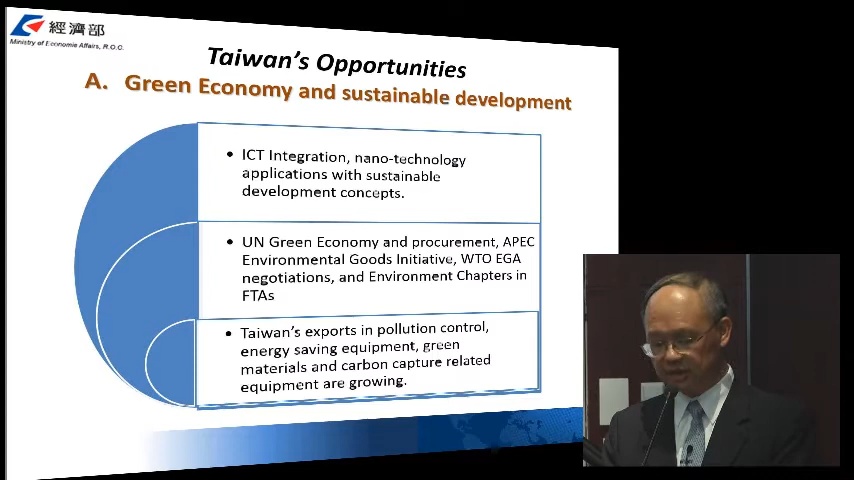 經濟部
Ministry of Economic Affairs, R.O.C.
Taiwan's Opportunities
A. Green Economy and sustainable development
• ICT Integration, nano-technology
applications with sustainable
development concepts.
• UN Green Economy and procurement, APEC
Environmental Goods Initiative, WTO EGA
negotiations, and Environment Chapters in
FTAs
• Taiwan's exports in pollution control,
energy saving equipment, green
materials and carbon capture related
equipment are growing.